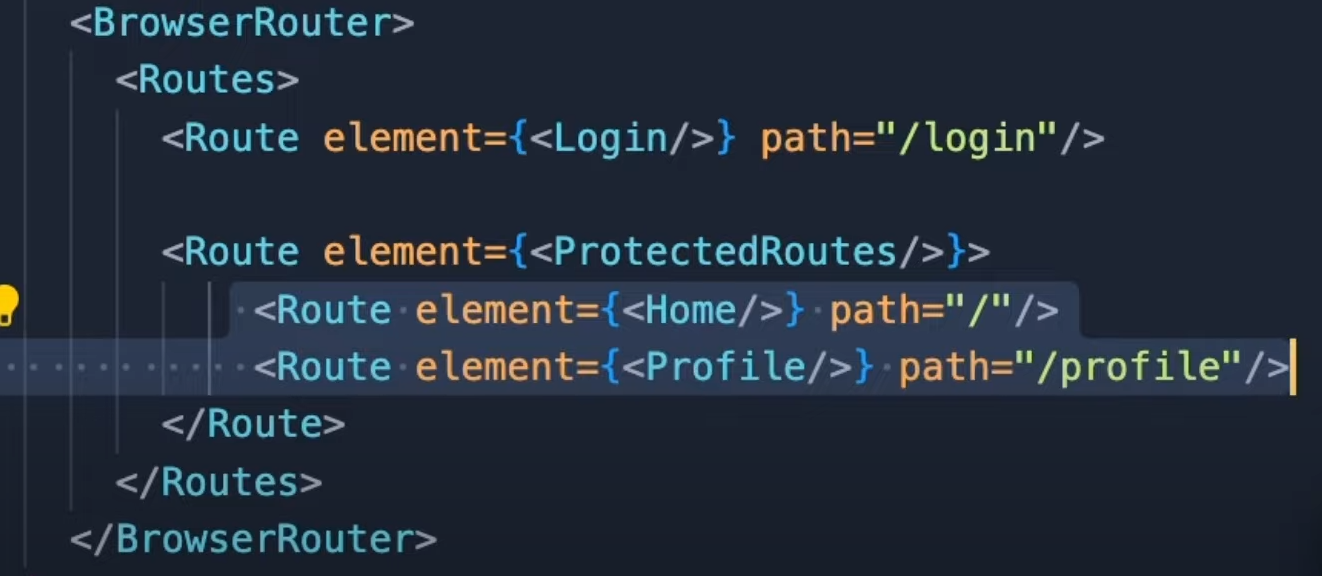 <BrowserRouter>
<Routes>
<Route element={<Login/>} path="/login"/>
<Route element={<ProtectedRoutes/>}>
<Route element={<Home/>} path="/"/>
<Route element={<Profile/>} path="/profile"/>
</Route>
</Routes>
</BrowserRouter>